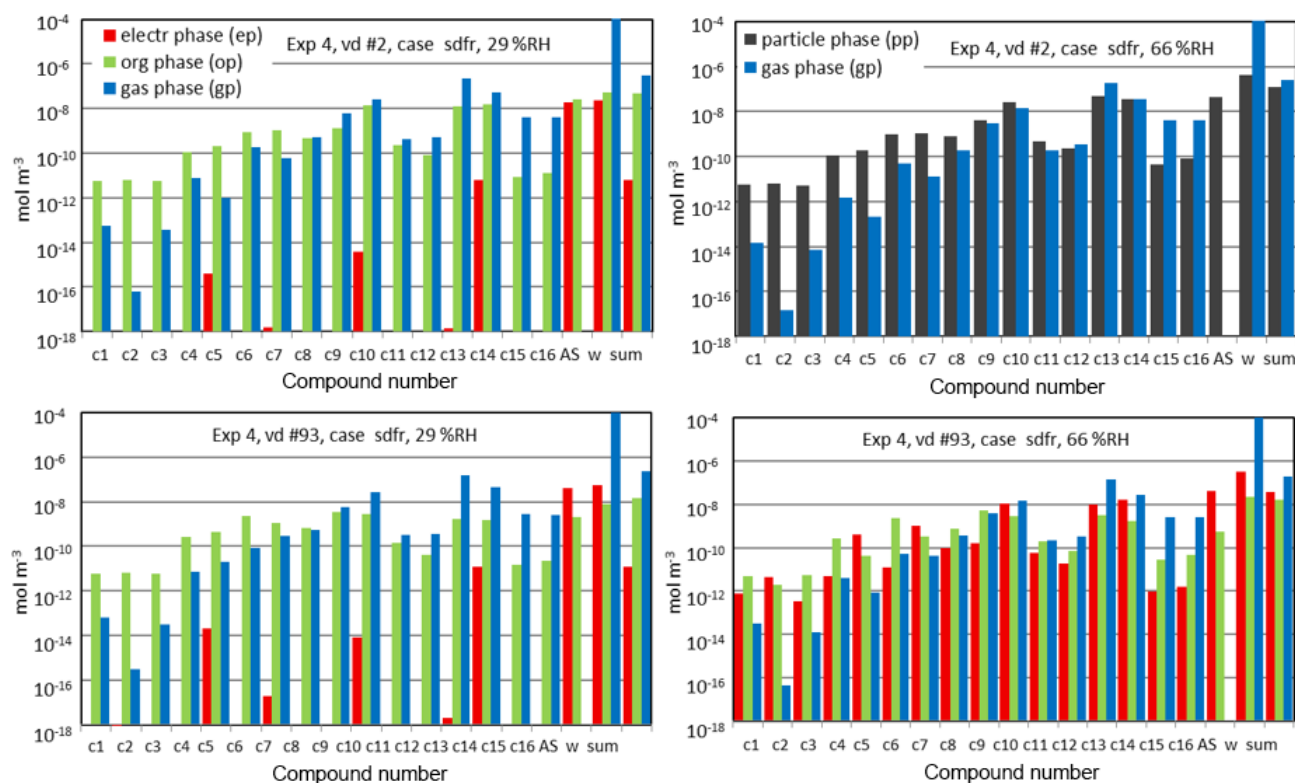 electr phase (ep)
org phase (op)
gas phase (gp)
Exp 4, vd #2, case sdfr, 29 %RH
mol m⁻³
10⁻⁴
10⁻⁶
10⁻⁸
10⁻¹⁰
10⁻¹²
10⁻¹⁴
10⁻¹⁶
10⁻¹⁸
c1 c2 c3 c4 c5 c6 c7 c8 c9 c10 c11 c12 c13 c14 c15 c16 AS w sum
Compound number
particle phase (pp)
gas phase (gp)
Exp 4, vd #2, case sdfr, 66 %RH
mol m⁻³
10⁻⁴
10⁻⁶
10⁻⁸
10⁻¹⁰
10⁻¹²
10⁻¹⁴
10⁻¹⁶
10⁻¹⁸
c1 c2 c3 c4 c5 c6 c7 c8 c9 c10 c11 c12 c13 c14 c15 c16 AS w sum
Compound number
Exp 4, vd #93, case sdfr, 29 %RH
mol m⁻³
10⁻⁴
10⁻⁶
10⁻⁸
10⁻¹⁰
10⁻¹²
10⁻¹⁴
10⁻¹⁶
10⁻¹⁸
c1 c2 c3 c4 c5 c6 c7 c8 c9 c10 c11 c12 c13 c14 c15 c16 AS w sum
Compound number
Exp 4, vd #93, case sdfr, 66 %RH
mol m⁻³
10⁻⁴
10⁻⁶
10⁻⁸
10⁻¹⁰
10⁻¹²
10⁻¹⁴
10⁻¹⁶
10⁻¹⁸
c1 c2 c3 c4 c5 c6 c7 c8 c9 c10 c11 c12 c13 c14 c15 c16 AS w sum
Compound number